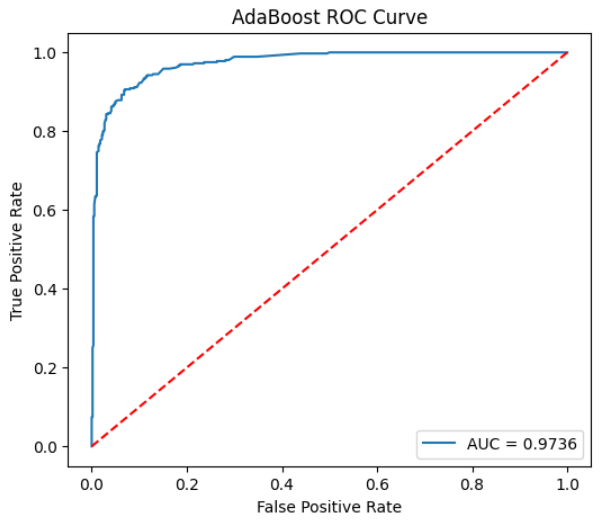 AdaBoost ROC Curve
True Positive Rate
1.0
0.8
0.6
0.4
0.2
0.0
AUC = 0.9736
0.0 0.2 0.4 0.6 0.8 1.0
False Positive Rate